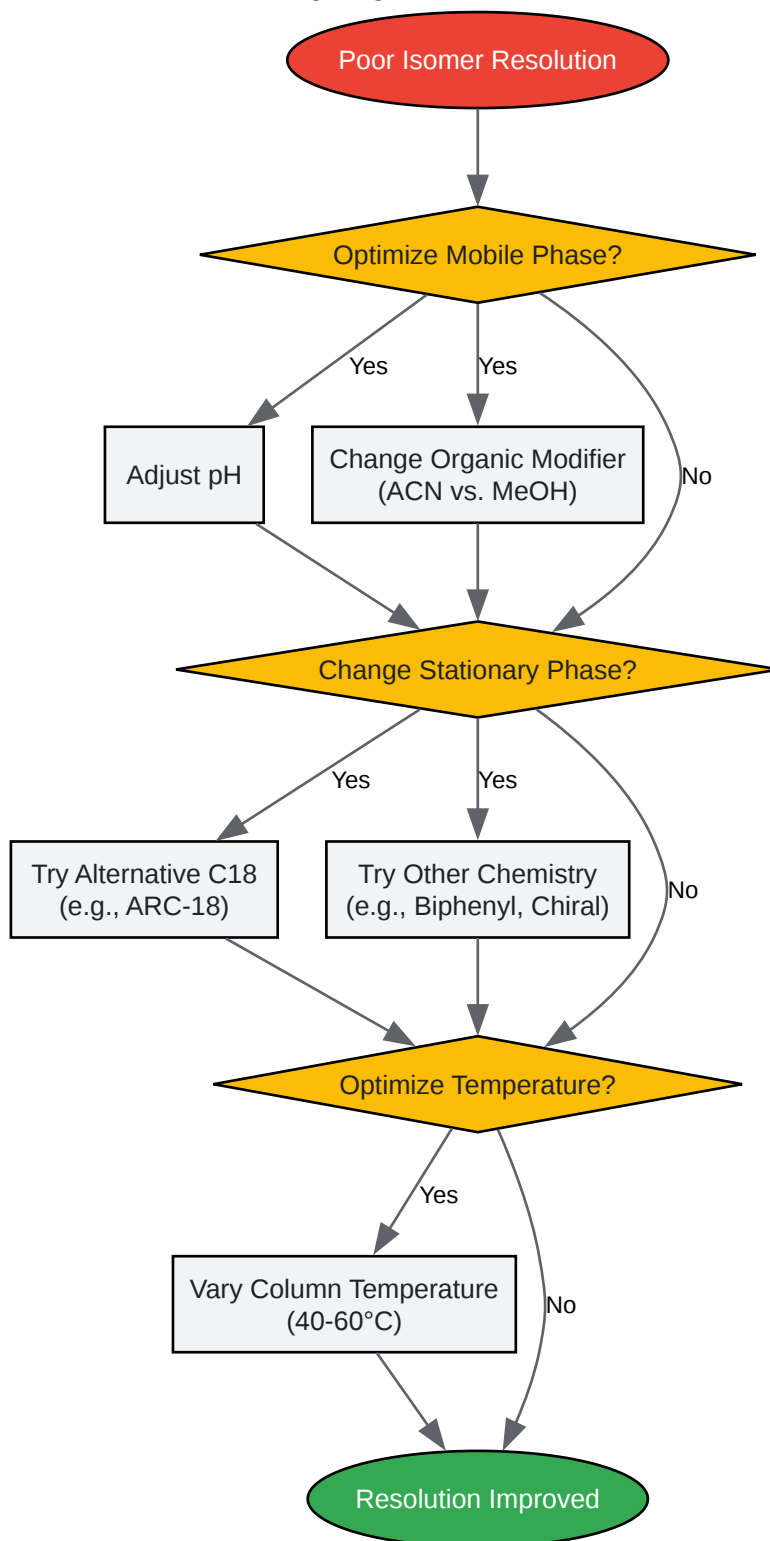 Poor Isomer Resolution
Optimize Mobile Phase?
Yes
Yes
Adjust pH
Change Organic Modifier
(ACN vs. MeOH)
No
Change Stationary Phase?
Yes
Yes
Try Alternative C18
(e.g., ARC-18)
Try Other Chemistry
(e.g., Biphenyl, Chiral)
No
Optimize Temperature?
Yes
Vary Column Temperature
(40-60°C)
No
Resolution Improved